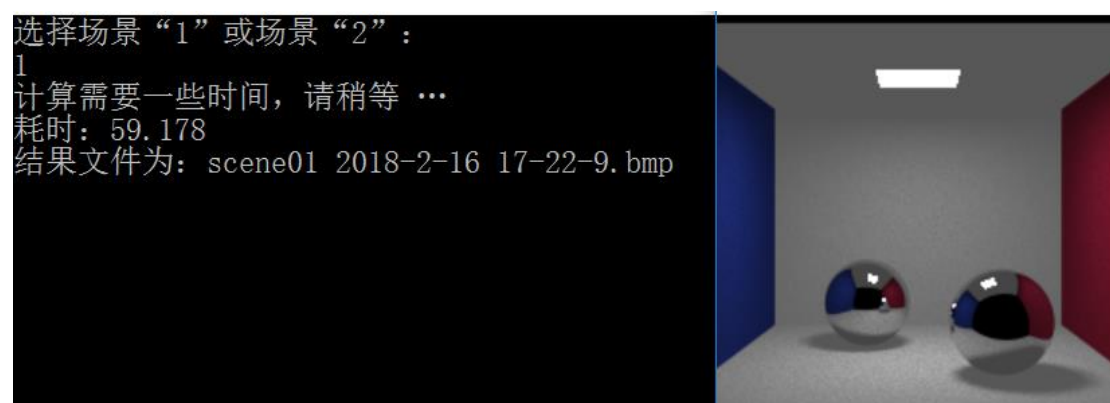 选择场景“1”或场景“2”:
1
计算需要一些时间，请稍等 …
耗时: 59.178
结果文件为: scene01 2018-2-16 17-22-9.bmp